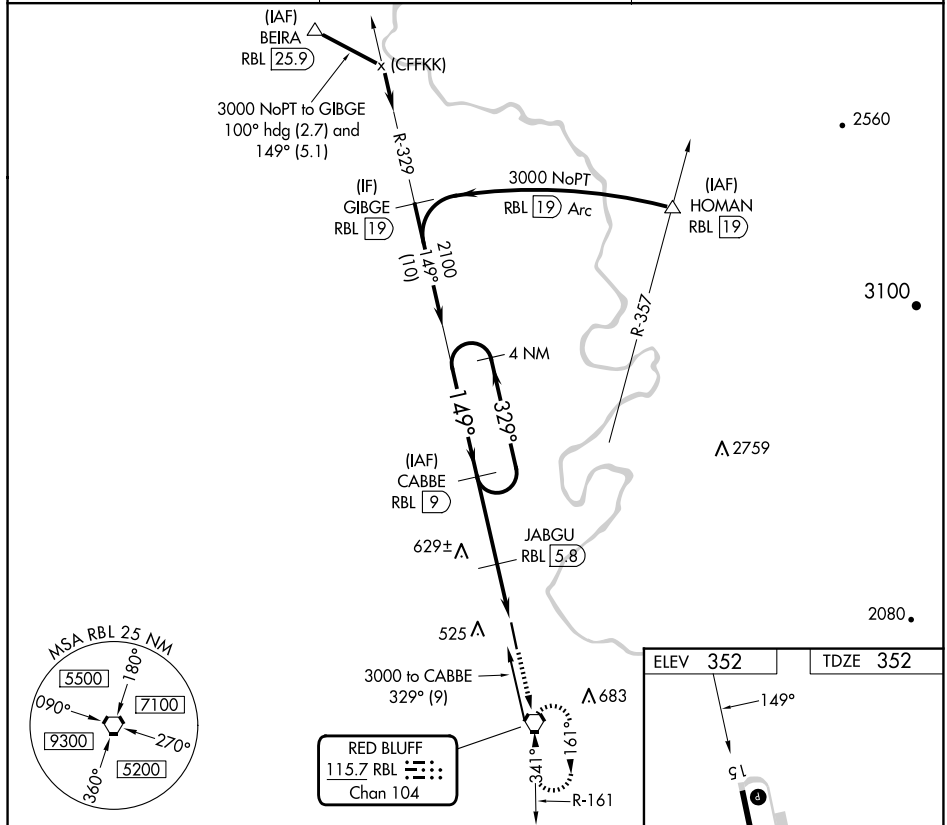 (IAF)
BEIRA
RBL 25.9
(CFFKK)
3000 NoPT to GIBGE
100° hdg (2.7) and
149° (5.1)
R-329
2560
(IF)
GIBGE
RBL 19
3000 NoPT
RBL 19 Arc
(IAF)
HOMAN
RBL 19
2100
149°
(10)
R-357
3100
4 NM
149°
329°
2759
(IAF)
CABBE
RBL 9
JABGU
RBL 5.8
629±
525
2080
3000 to CABBE
329° (9)
683
161°
341°
R-161
RED BLUFF
115.7 RBL
Chan 104
MSA RBL 25 NM
5500
180°
090°
7100
9300
270°
5200
360°
ELEV 352
TDZE 352
149°
15
P